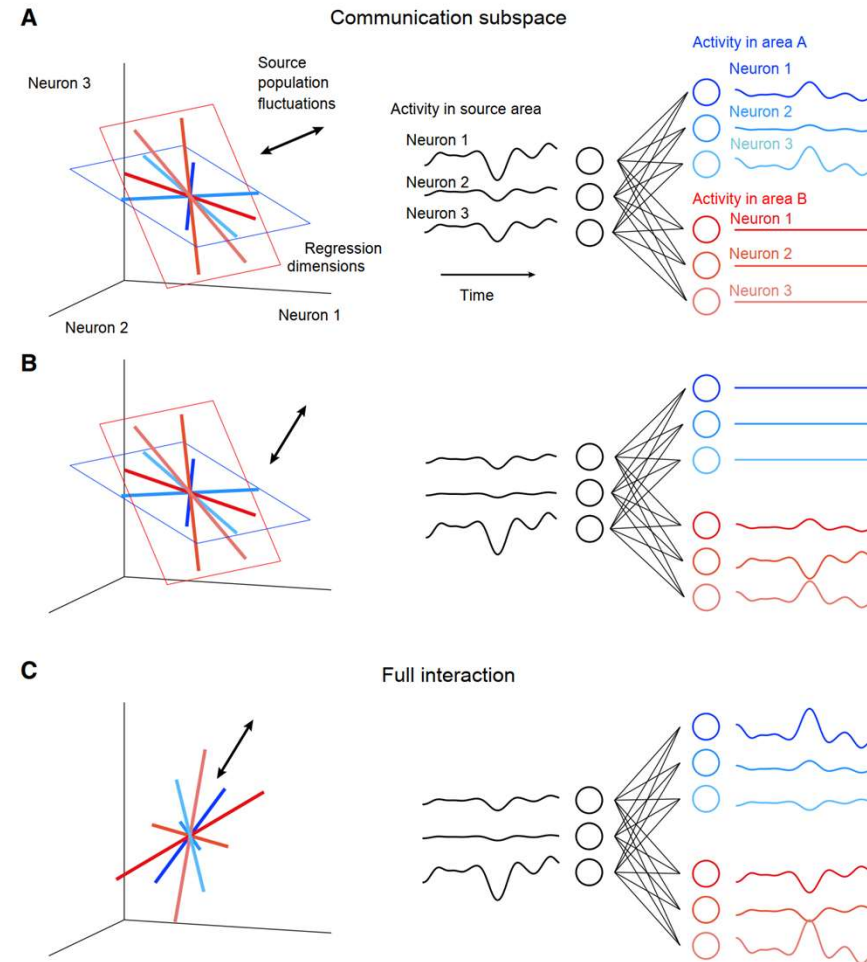 A
Communication subspace
Neuron 3
Source
population
fluctuations
Regression
dimensions
Neuron 2
Neuron 1
Activity in source area
Neuron 1
Neuron 2
Neuron 3
Time
Activity in area A
Neuron 1
Neuron 2
Neuron 3
Activity in area B
Neuron 1
Neuron 2
Neuron 3
B
C
Full interaction